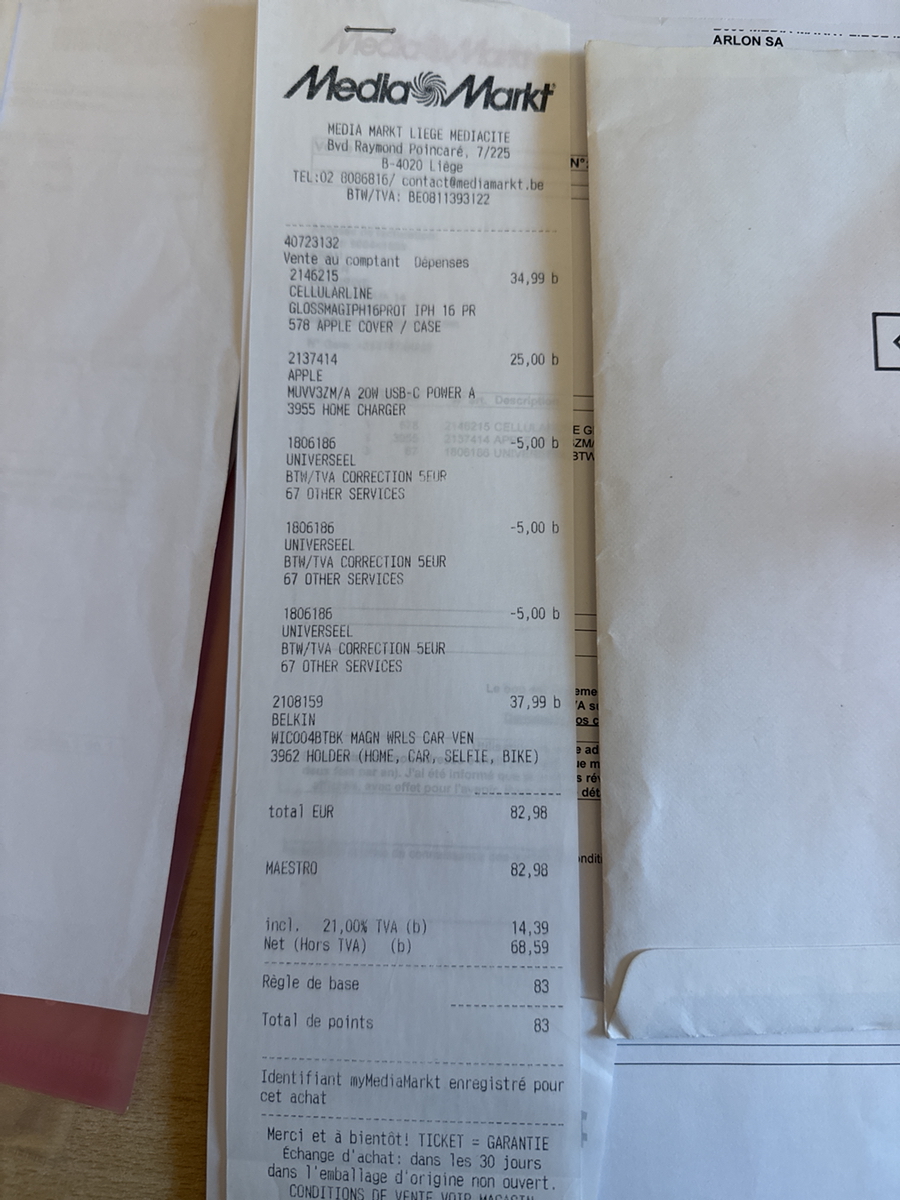 ARLON SA
Media Markt
MEDIA MARKT LIEGE MEDIACITE
Bvd Raymond Poincaré, 7/225
B-4020 Liège
TEL:02 8086816/ contact@mediamarkt.be
BTW/TVA: BE0811393122
40723132
Vente au comptant Dépenses
2146215 34,99 b
CELLULARLINE
GLOSSMAGIPH16PROT IPH 16 PR
578 APPLE COVER / CASE
2137414 25,00 b
APPLE
MUVV3ZM/A 20W USB-C POWER A
3955 HOME CHARGER
1806186 -5,00 b
UNIVERSEEL
BTW/TVA CORRECTION 5EUR
67 OTHER SERVICES
1806186 -5,00 b
UNIVERSEEL
BTW/TVA CORRECTION 5EUR
67 OTHER SERVICES
1806186 -5,00 b
UNIVERSEEL
BTW/TVA CORRECTION 5EUR
67 OTHER SERVICES
2108159 37,99 b
BELKIN
WIC004BTBK MAGN WRLS CAR VEN
3962 HOLDER (HOME, CAR, SELFIE, BIKE)
total EUR 82,98
MAESTRO 82,98
incl. 21,00% TVA (b) 14,39
Net (Hors TVA) (b) 68,59
Règle de base 83
Total de points 83
Identifiant myMediaMarkt enregistré pour
cet achat
Merci et à bientôt! TICKET = GARANTIE
Échange d'achat: dans les 30 jours
dans l'emballage d'origine non ouvert.
CONDITIONS DE VENTE VOIR MAGASIN